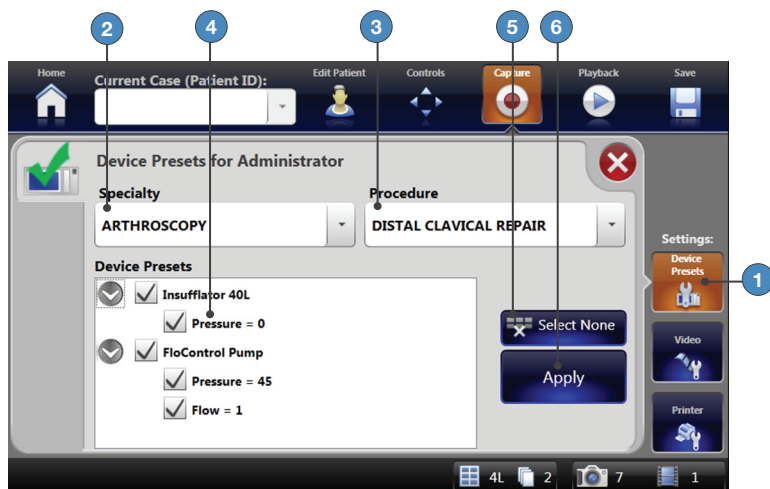 2 4 3 5 6
Home Current Case (Patient ID): Edit Patient Controls Capture Playback Save
Device Presets for Administrator
Specialty Procedure
ARTHROSCOPY DISTAL CLAVICAL REPAIR
Settings:
Device
Presets
1
Device Presets
Insufflator 40L
Pressure = 0
Select None
FloControl Pump
Video
Pressure = 45
Apply
Flow = 1
Printer
4L 2 7 1